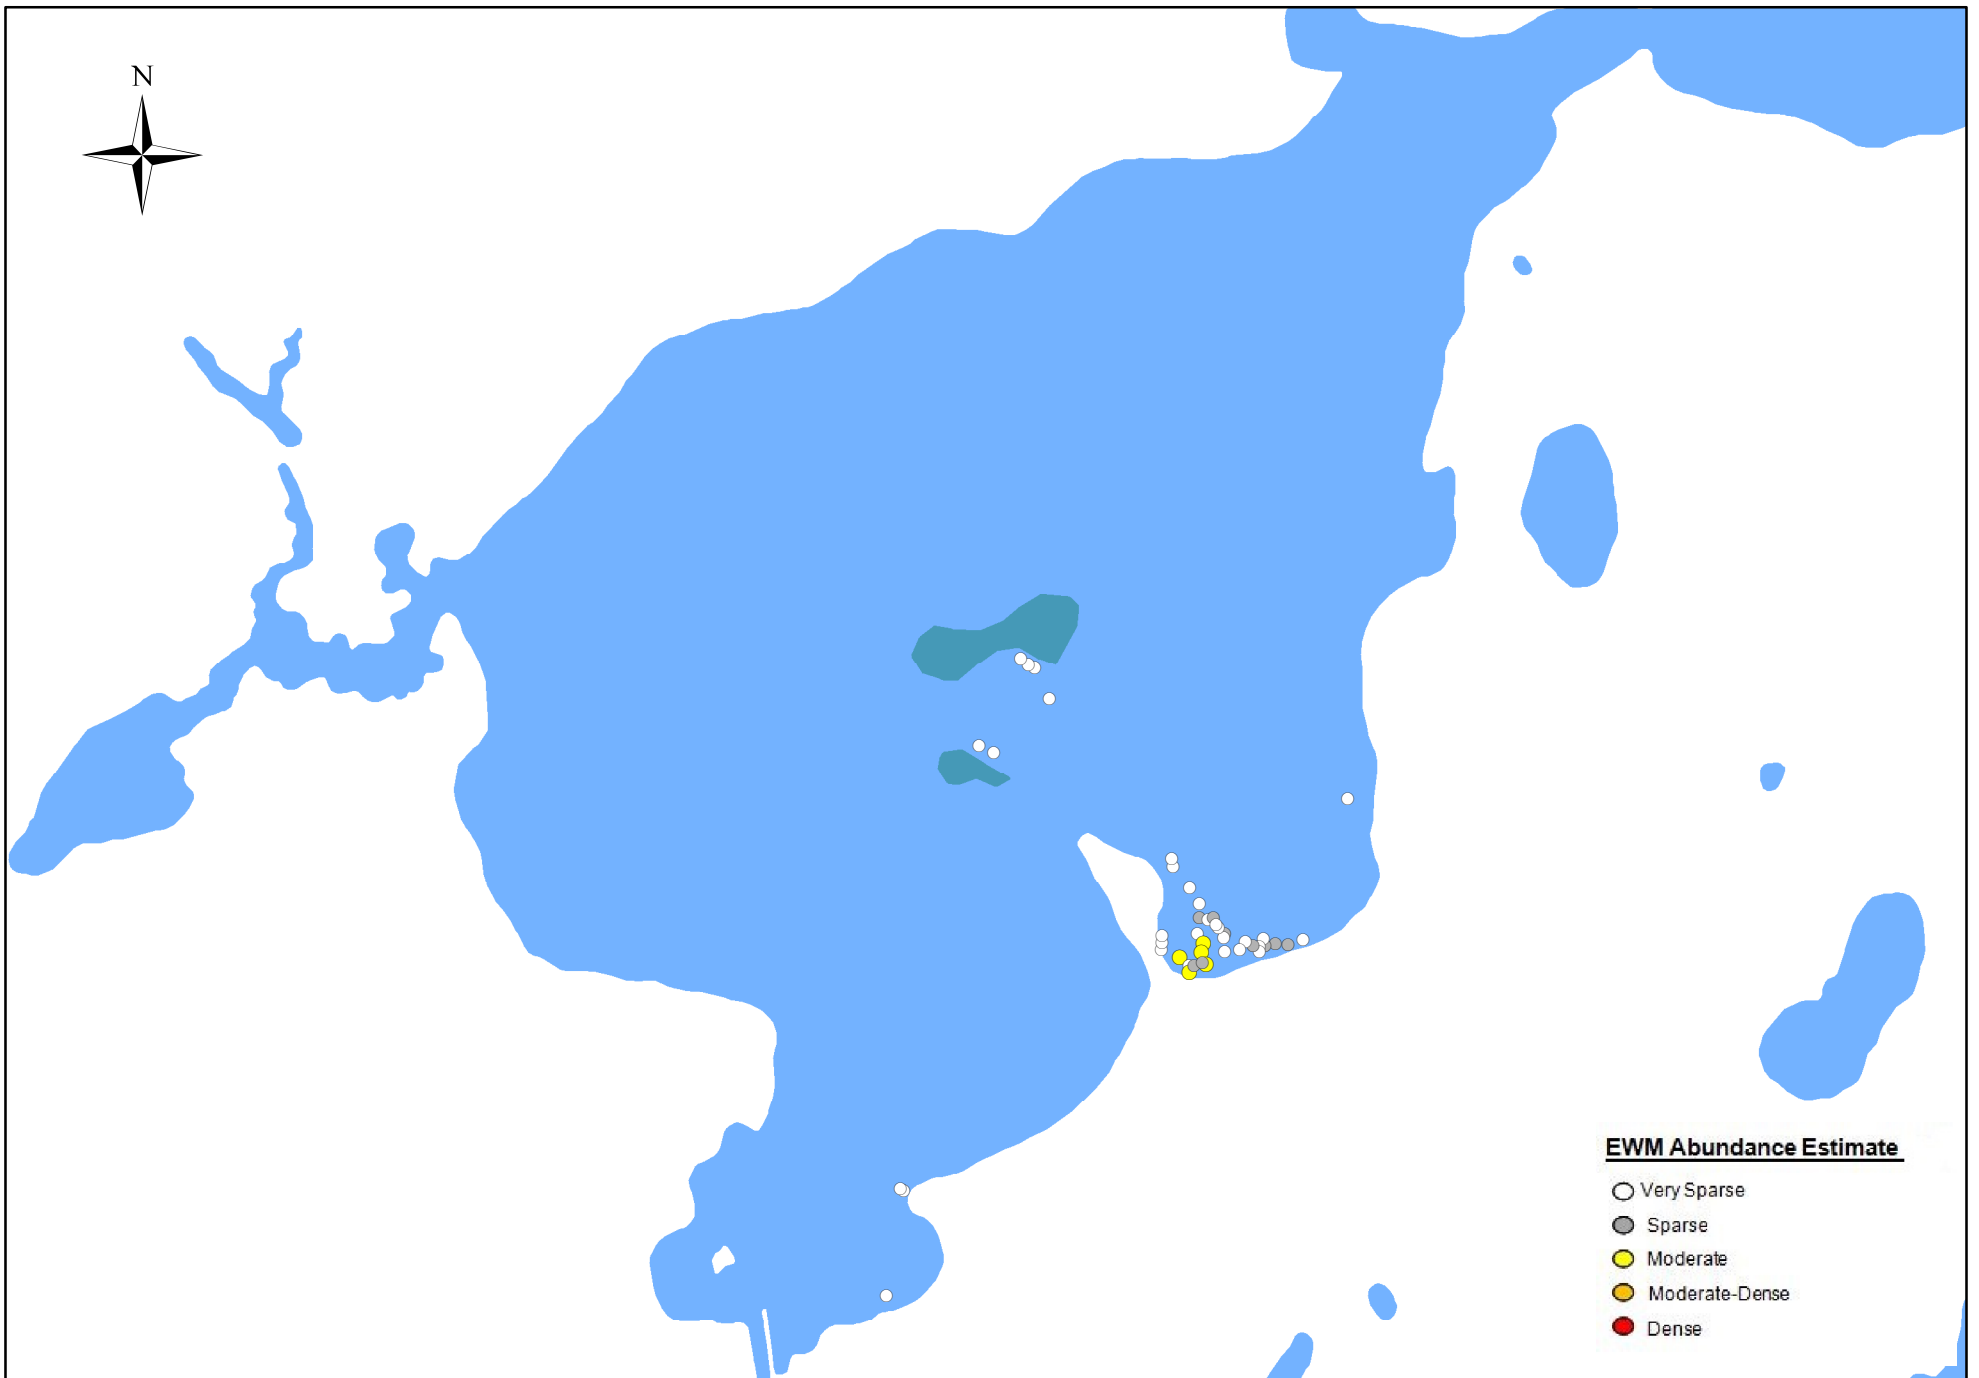 N
EWM Abundance Estimate
Very Sparse
Sparse
Moderate
Moderate-Dense
Dense